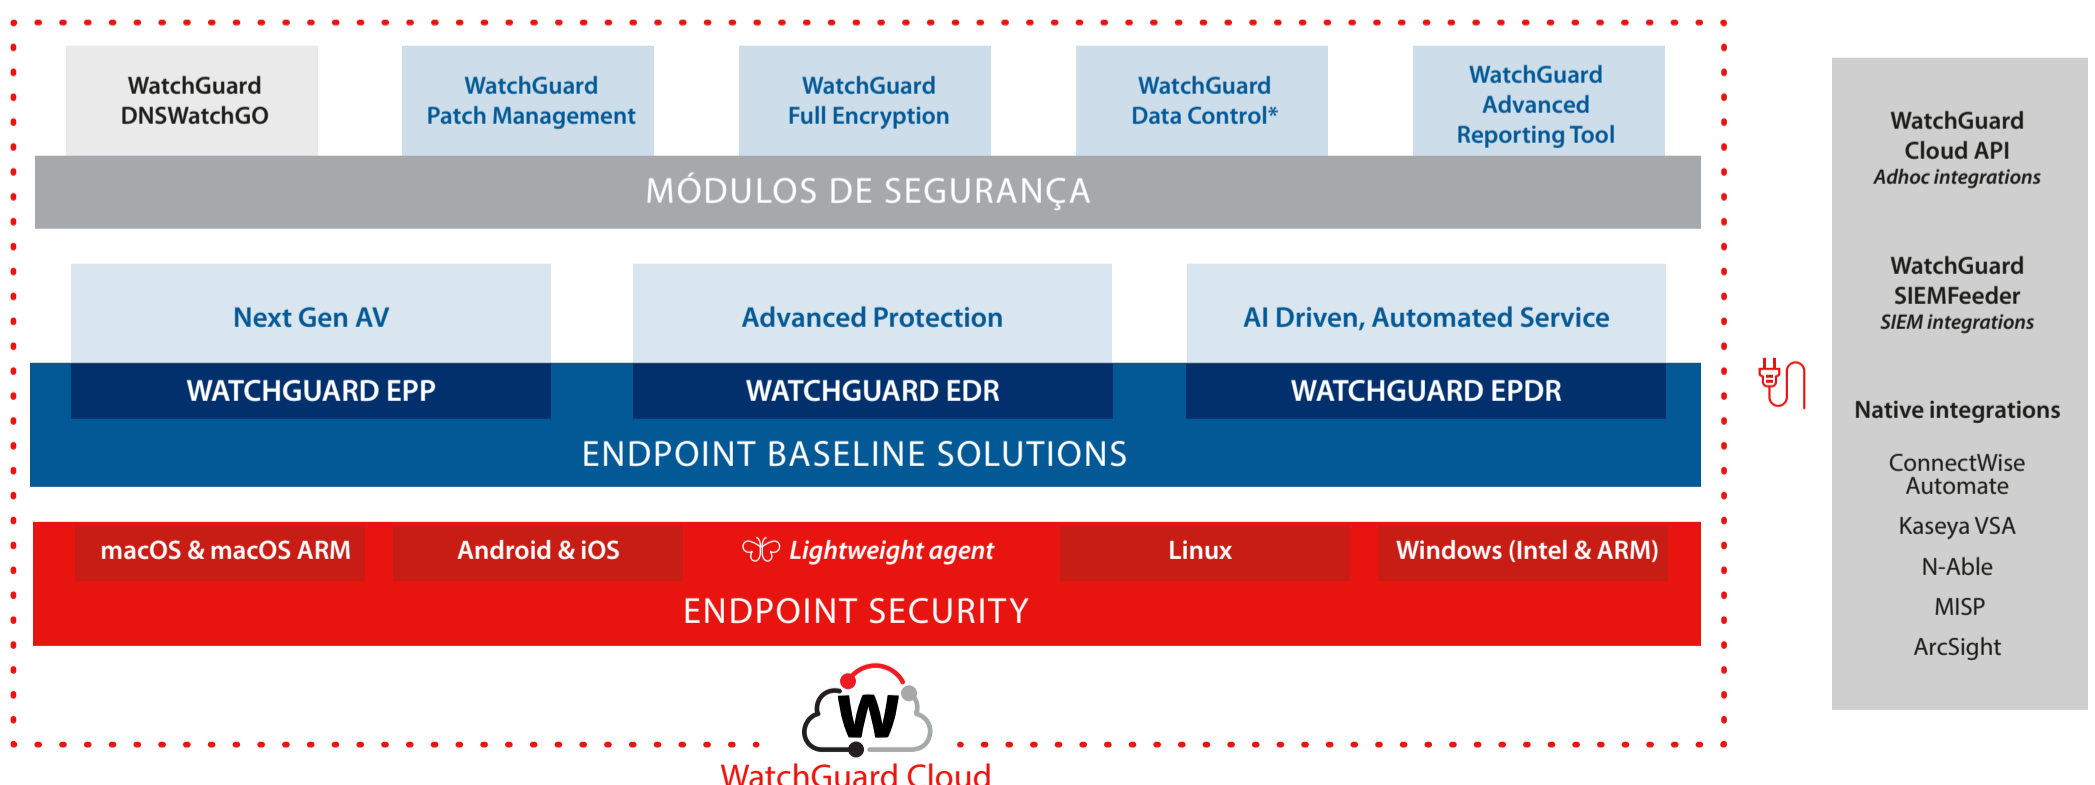 WatchGuard
DNSWatchGO
WatchGuard
Patch Management
WatchGuard
Full Encryption
WatchGuard
Data Control*
WatchGuard
Advanced
Reporting Tool
MÓDULOS DE SEGURANÇA
Next Gen AV
Advanced Protection
AI Driven, Automated Service
WATCHGUARD EPP
WATCHGUARD EDR
WATCHGUARD EPDR
ENDPOINT BASELINE SOLUTIONS
macOS & macOS ARM
Android & iOS
Lightweight agent
Linux
Windows (Intel & ARM)
ENDPOINT SECURITY
W
WatchGuard Cloud
WatchGuard
Cloud API
Adhoc integrations
WatchGuard
SIEMFeeder
SIEM integrations
Native integrations
ConnectWise
Automate
Kaseya VSA
N-Able
MISP
ArcSight